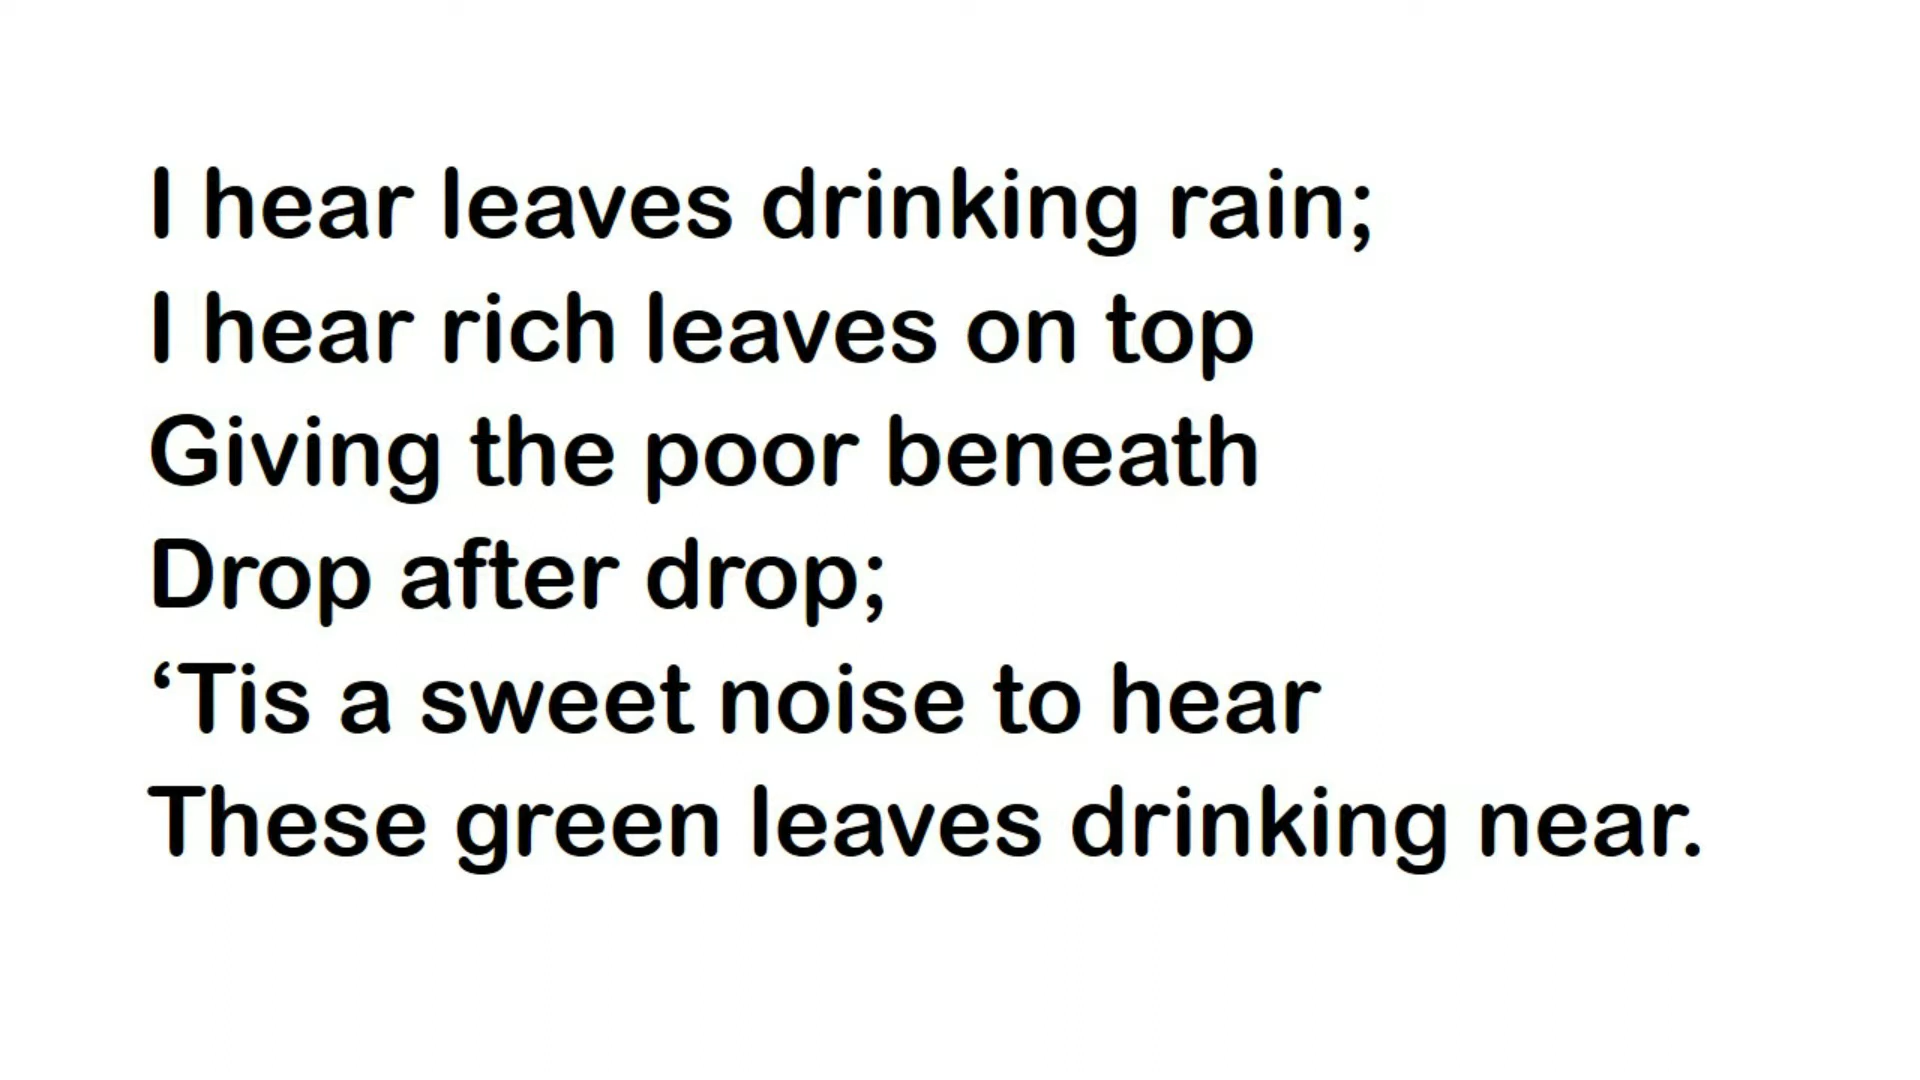 I hear leaves drinking rain;
I hear rich leaves on top
Giving the poor beneath
Drop after drop;
‘Tis a sweet noise to hear
These green leaves drinking near.